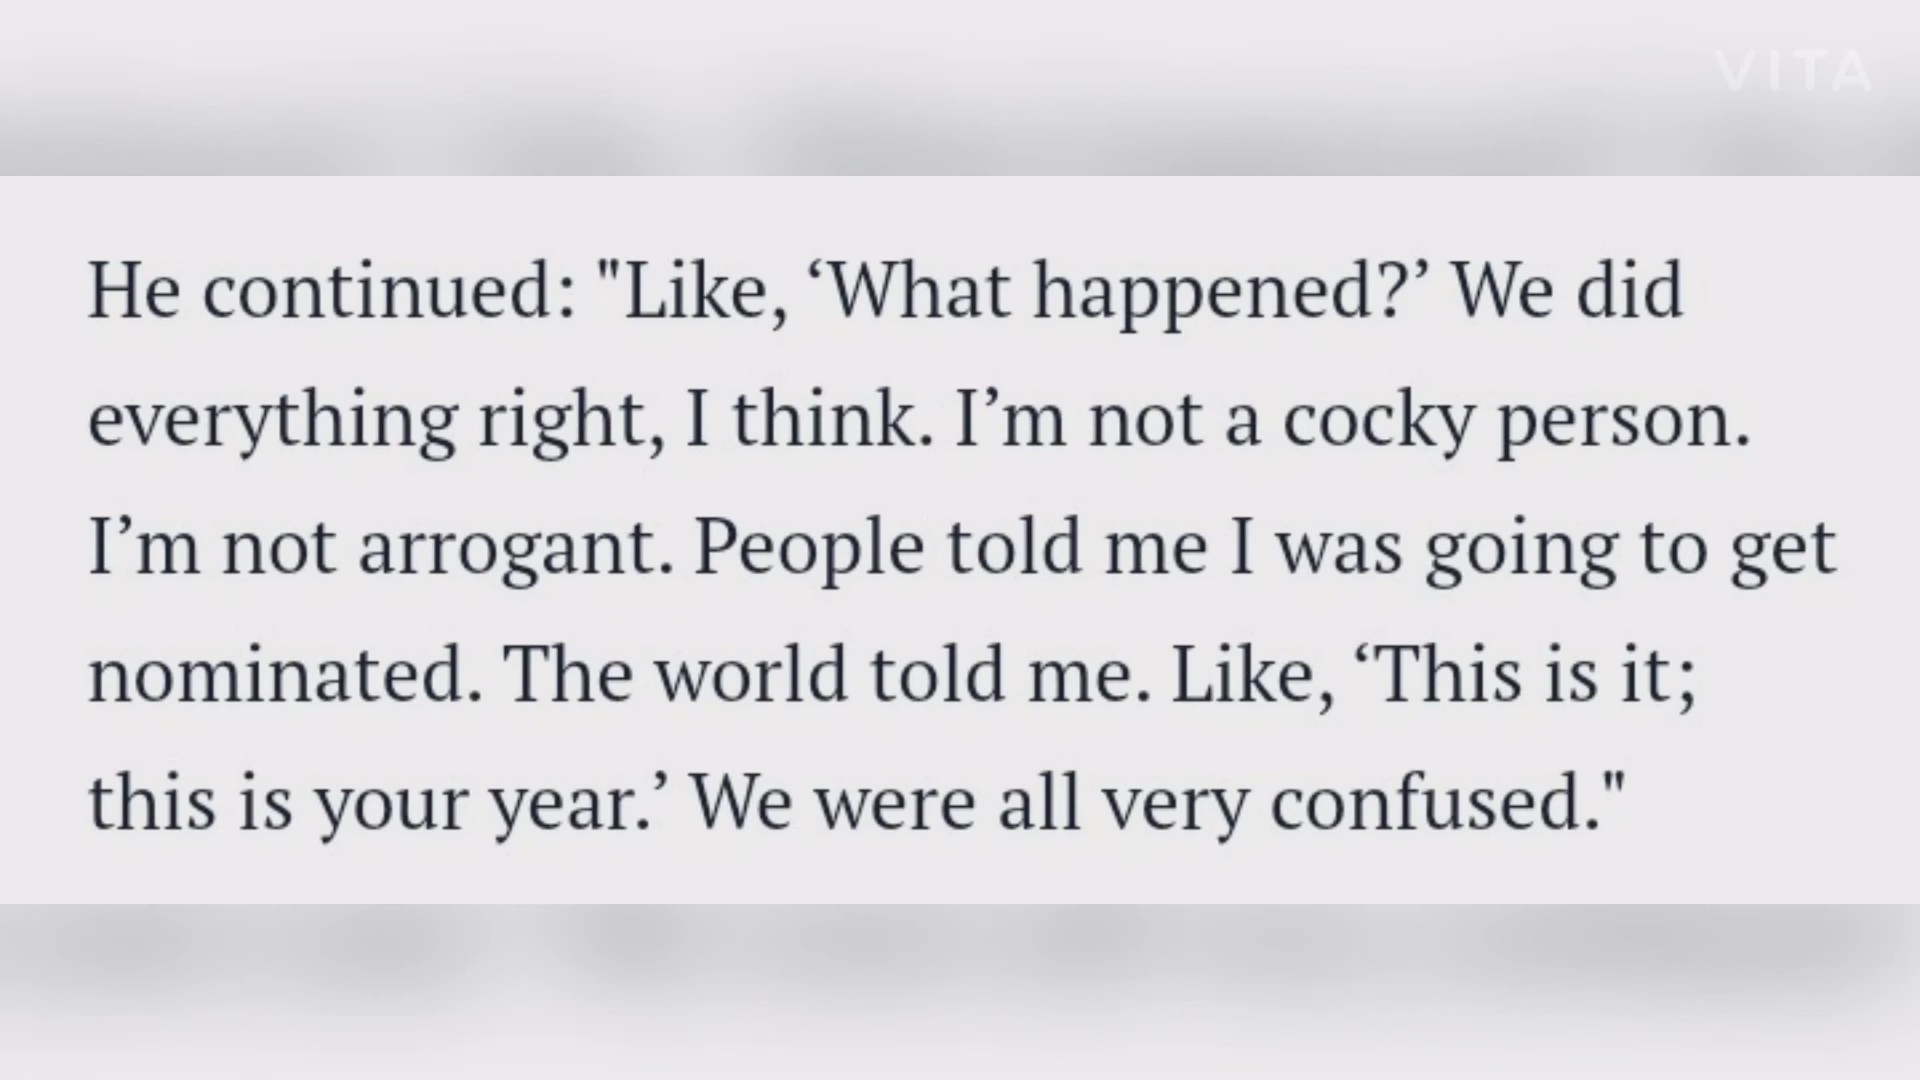 VITA
He continued: "Like, ‘What happened?’ We did
everything right, I think. I’m not a cocky person.
I’m not arrogant. People told me I was going to get
nominated. The world told me. Like, ‘This is it;
this is your year.’ We were all very confused."